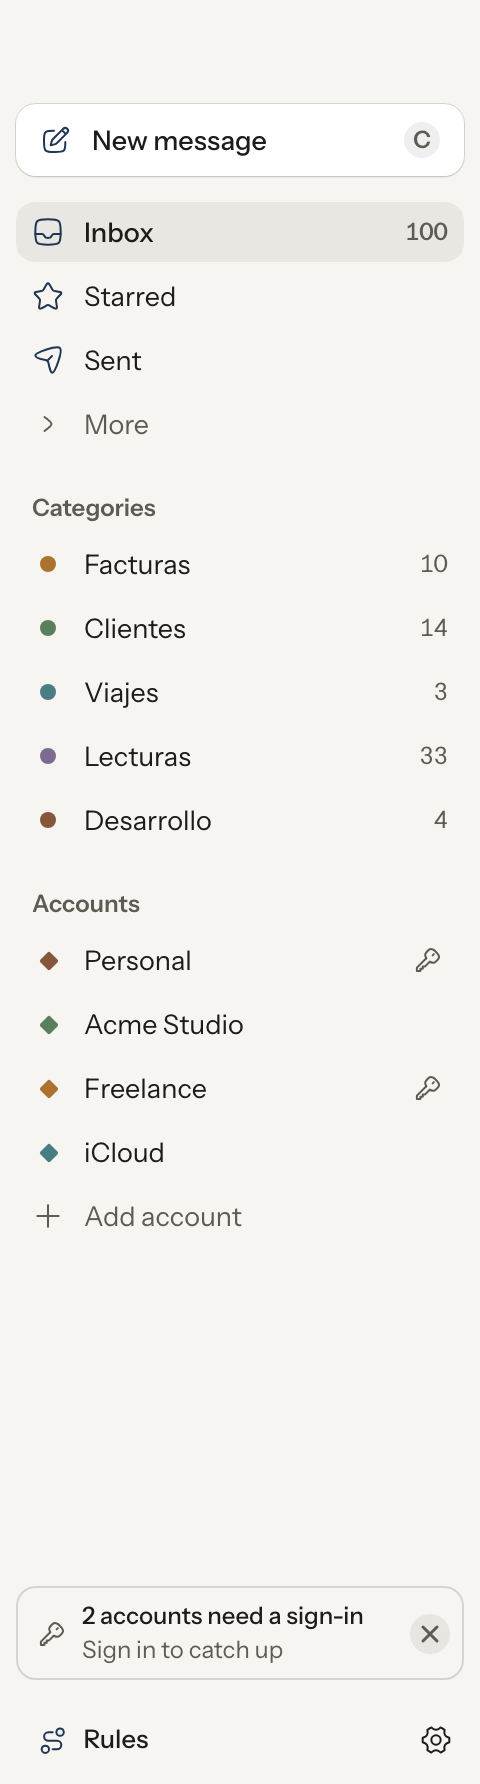 New message C
Inbox 100
Starred
Sent
More
Categories
Facturas 10
Clientes 14
Viajes 3
Lecturas 33
Desarrollo 4
Accounts
Personal
Acme Studio
Freelance
iCloud
Add account
2 accounts need a sign-in
Sign in to catch up
Rules